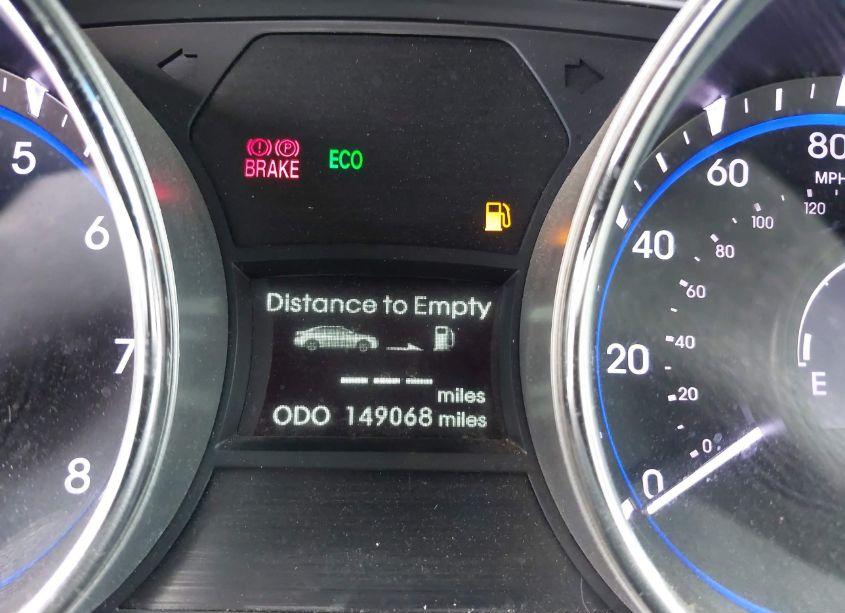 BRAKE
ECO
Distance to Empty
--- --- --- miles
ODO 149068 miles
5
6
7
8
0
20
40
60
80
MPH
0
20
40
60
80
100
120
E